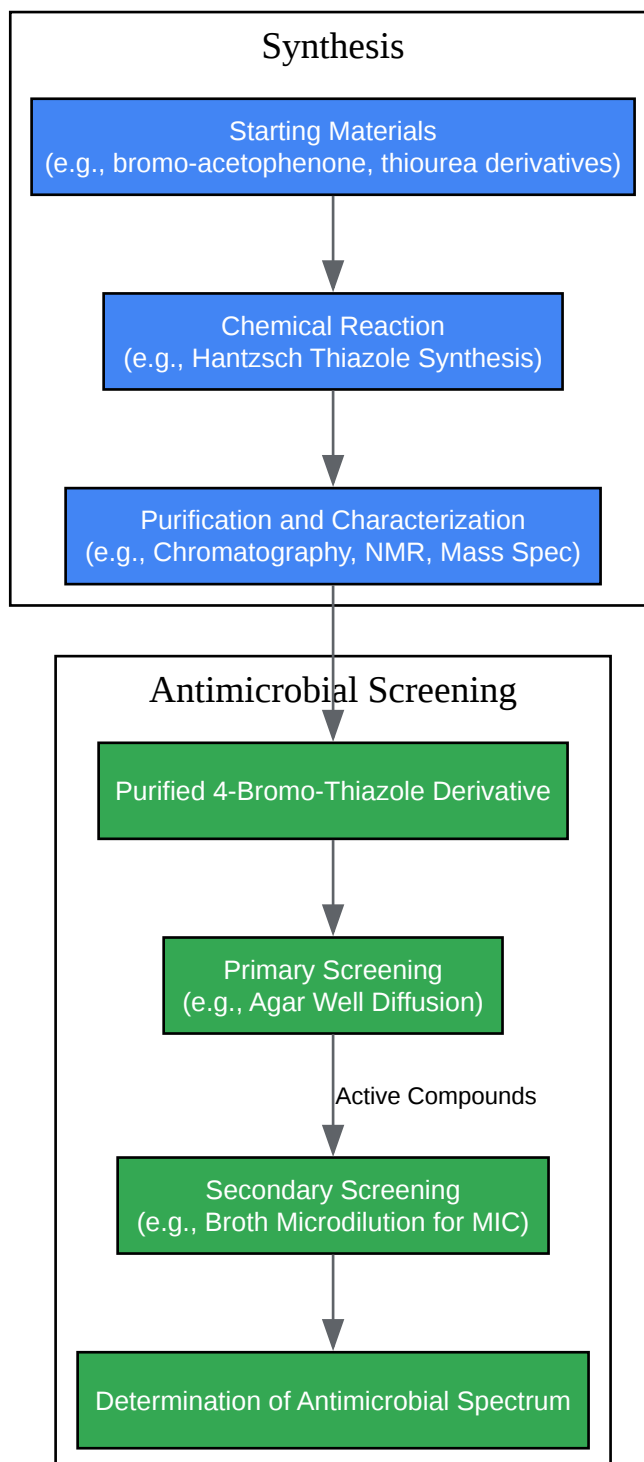 Synthesis
Starting Materials
(e.g., bromo-acetophenone, thiourea derivatives)
Chemical Reaction
(e.g., Hantzsch Thiazole Synthesis)
Purification and Characterization
(e.g., Chromatography, NMR, Mass Spec)
Antimicrobial Screening
Purified 4-Bromo-Thiazole Derivative
Primary Screening
(e.g., Agar Well Diffusion)
Active Compounds
Secondary Screening
(e.g., Broth Microdilution for MIC)
Determination of Antimicrobial Spectrum